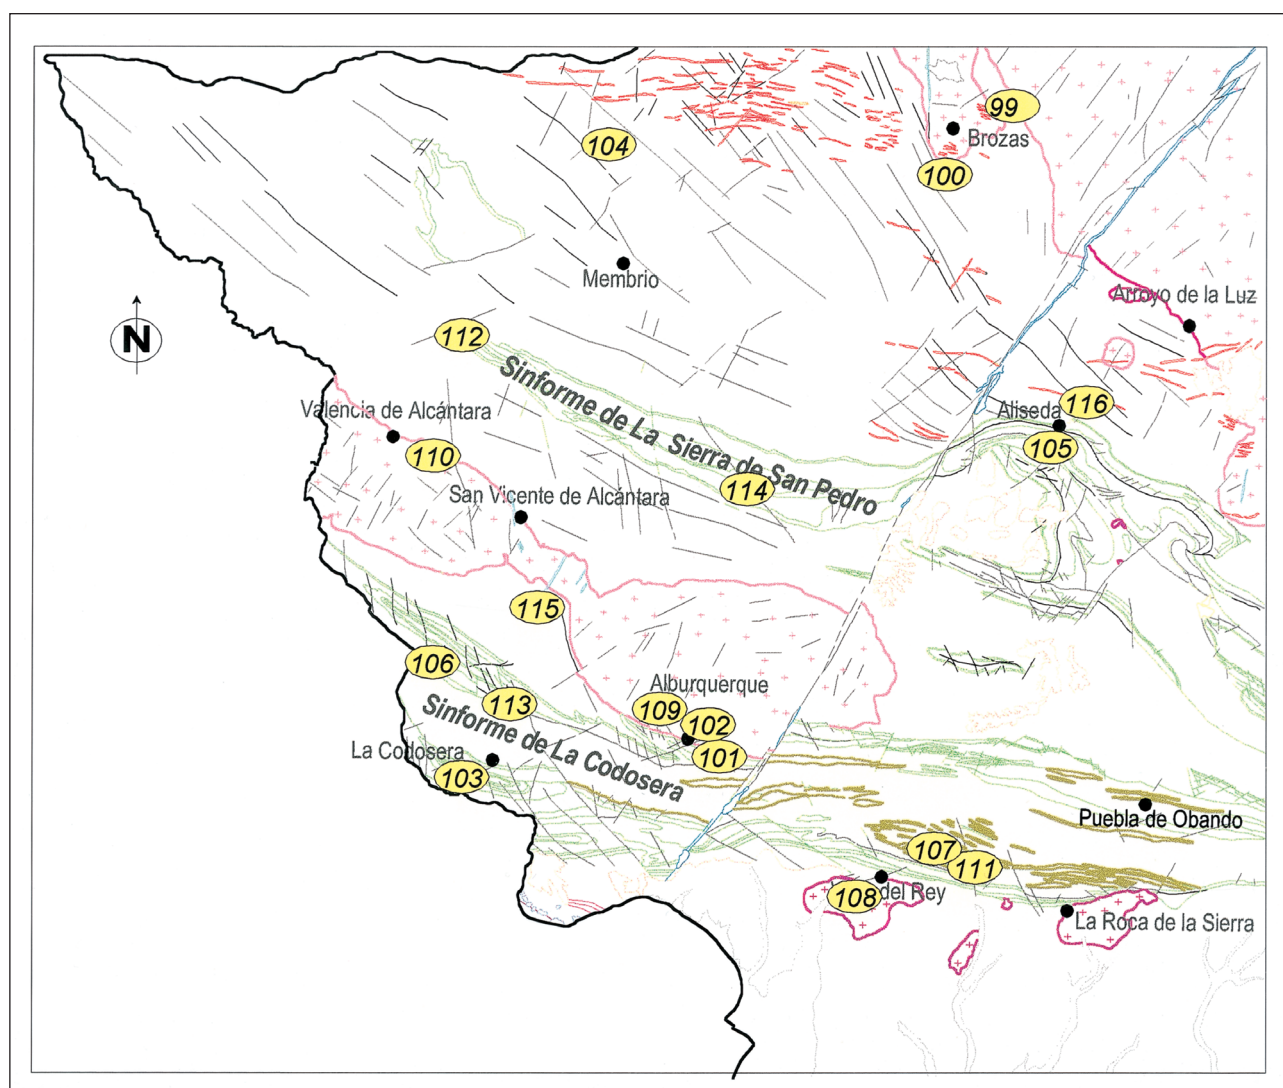 99
Brozas
104
100
Membrio
N
Arroyo de la Luz
112
Sinforme de La Sierra de San Pedro
Valencia de Alcántara
110
Aliseda
116
105
San Vicente de Alcántara
114
115
106
113
Alburquerque
109
102
101
Sinforme de La Codosera
La Codosera
103
Puebla de Obando
107
111
108
del Rey
La Roca de la Sierra